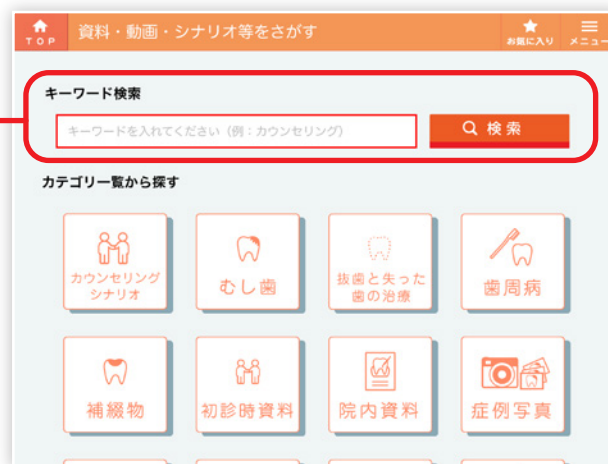 TOP
資料・動画・シナリオ等をさがす
お気に入り
メニュー
キーワード検索
キーワードを入れてください（例：カウンセリング）
検索
カテゴリ一覧から探す
カウンセリング
シナリオ
むし歯
抜歯と失った
歯の治療
歯周病
補綴物
初診時資料
院内資料
症例写真